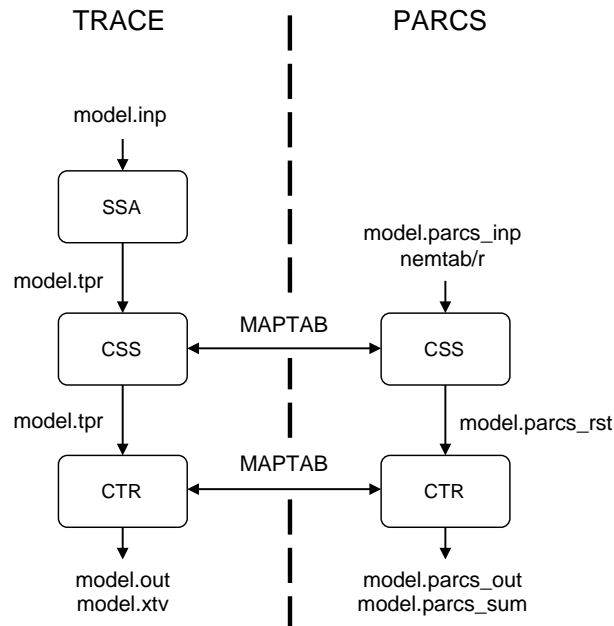 TRACE
PARCS
model.inp
SSA
model.parcs_inp
nemtab/r
model.tpr
MAPTAB
CSS
CSS
model.tpr
model.parcs_rst
MAPTAB
CTR
CTR
model.out
model.xtv
model.parcs_out
model.parcs_sum